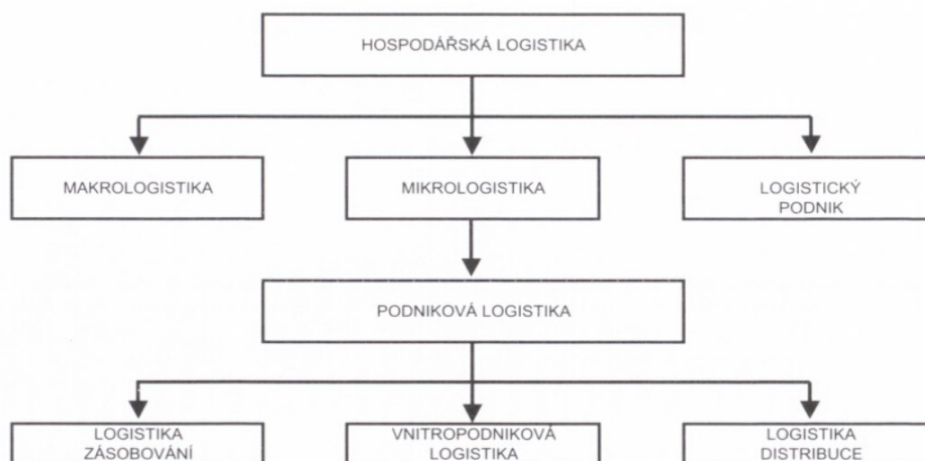 HOSPODÁŘSKÁ LOGISTIKA
MAKROLOGISTIKA
MIKROLOGISTIKA
LOGISTICKÝ
PODNIK
PODNIKOVÁ LOGISTIKA
LOGISTIKA
ZÁSOBOVÁNÍ
VNITROPODNIKOVÁ
LOGISTIKA
LOGISTIKA
DISTRIBUCE